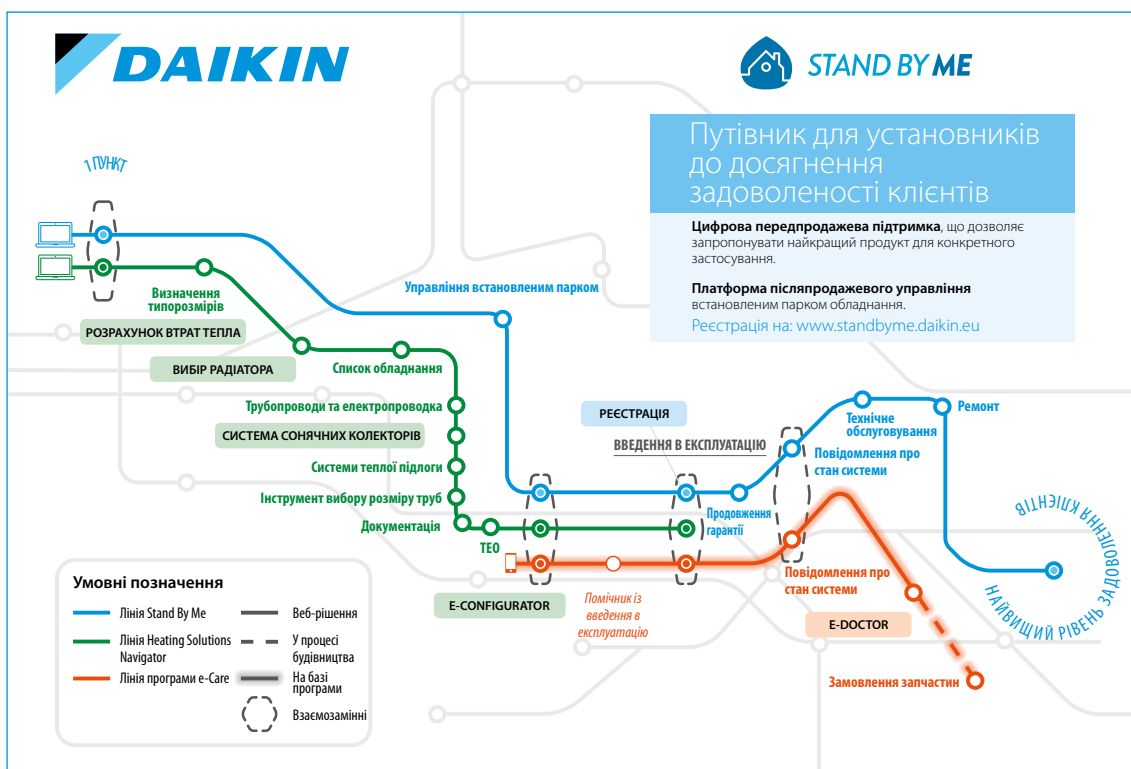 DAIKIN
STAND BY ME
Путівник для установників
до досягнення
задоволеності клієнтів
Цифрова передпродажева підтримка, що дозволяє
запропонувати найкращий продукт для конкретного
застосування.
Платформа післяпродажевого управління
встановленим парком обладнання.
Реєстрація на: www.standbyme.daikin.eu
1 ПУНКТ
Управління встановленим парком
Визначення
типорозмірів
РОЗРАХУНОК ВТРАТ ТЕПЛА
ВИБІР РАДІАТОРА
Список обладнання
Трубопроводи та електропроводка
СИСТЕМА СОНЯЧНИХ КОЛЕКТОРІВ
Системи теплої підлоги
Інструмент вибору розміру труб
Документація
ТЕО
РЕЄСТРАЦІЯ
ВВЕДЕННЯ В ЕКСПЛУАТАЦІЮ
Технічне
обслуговування
Ремонт
Повідомлення про
стан системи
Продовження
гарантії
Повідомлення про
стан системи
E-CONFIGURATOR
Помічник із
введення в
експлуатацію
E-DOCTOR
Замовлення запчастин
НАЙВИЩИЙ РІВЕНЬ ЗАДОВОЛЕННЯ КЛІЄНТІВ
Умовні позначення
Лінія Stand By Me
Лінія Heating Solutions
Navigator
Лінія програми e-Care
Веб-рішення
У процесі
будівництва
На базі
програми
Взаємозамінні